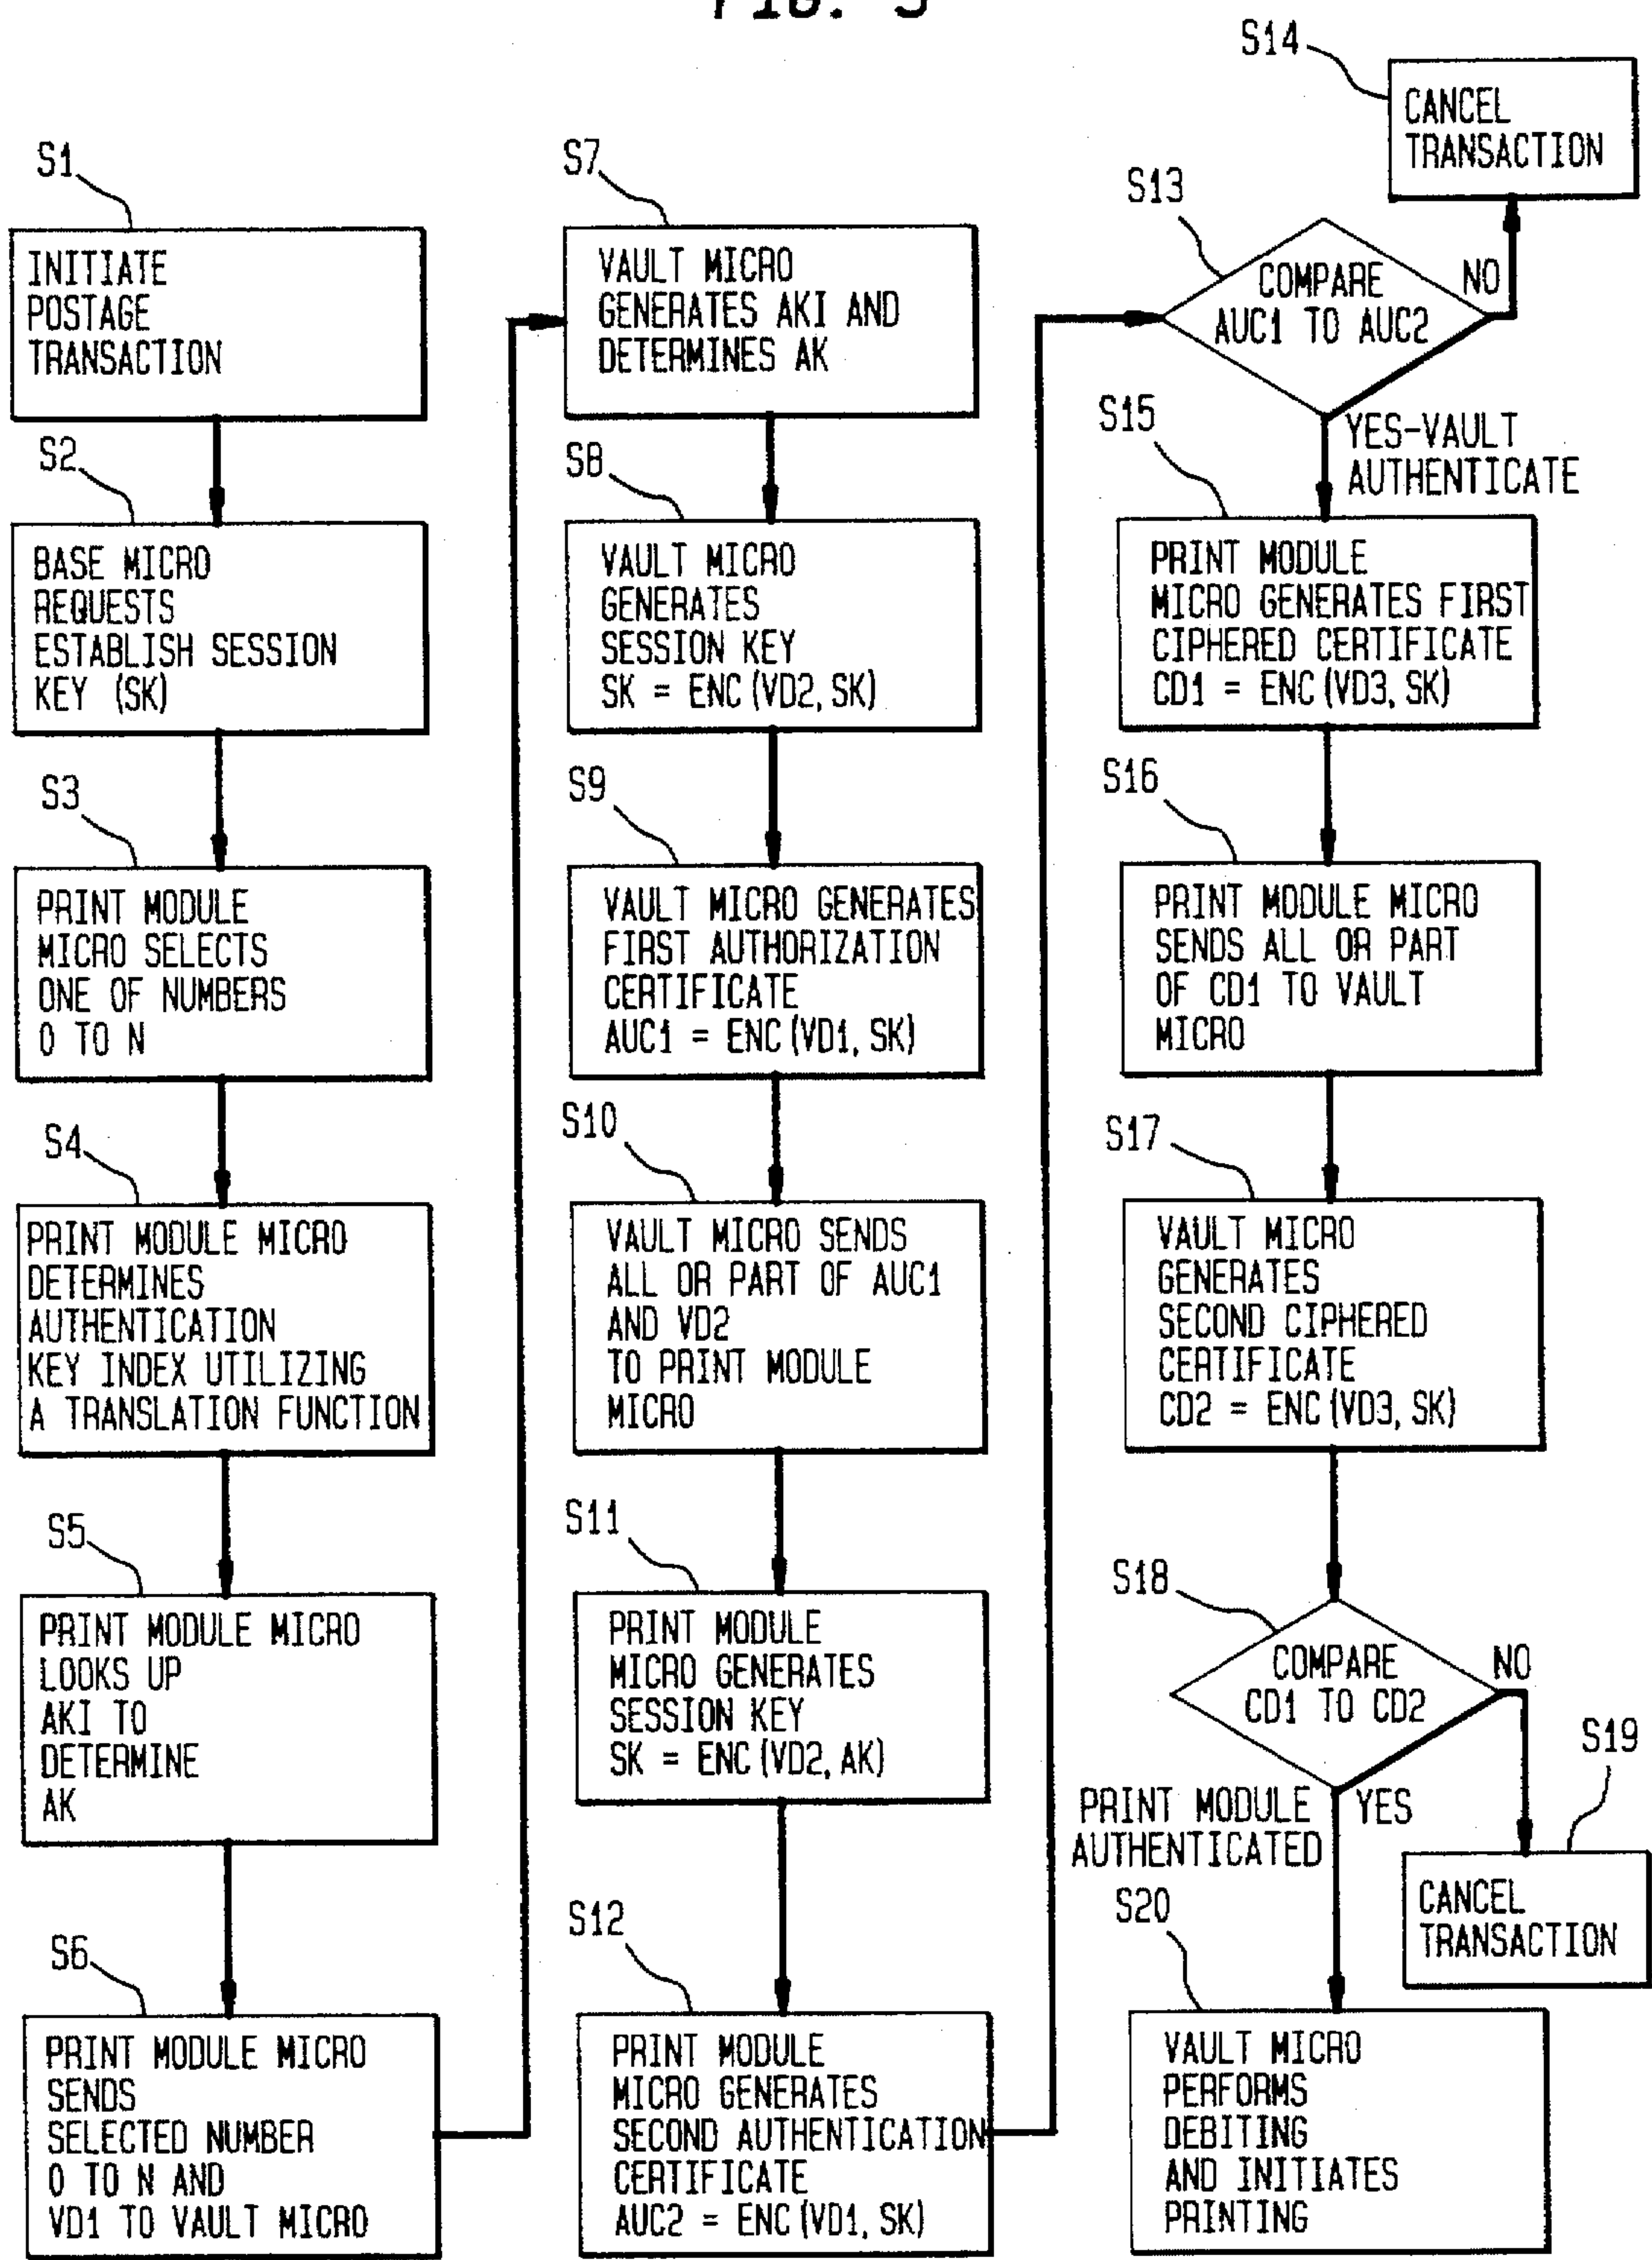 FIG. 3
S1
INITIATE
POSTAGE
TRANSACTION
S2
BASE MICRO
REQUESTS
ESTABLISH SESSION
KEY (SK)
S3
PRINT MODULE
MICRO SELECTS
ONE OF NUMBERS
0 TO N
S4
PRINT MODULE MICRO
DETERMINES
AUTHENTICATION
KEY INDEX UTILIZING
A TRANSLATION FUNCTION
S5
PRINT MODULE MICRO
LOOKS UP
AKI TO
DETERMINE
AK
S6
PRINT MODULE MICRO
SENDS
SELECTED NUMBER
0 TO N AND
VD1 TO VAULT MICRO
S7
VAULT MICRO
GENERATES AKI AND
DETERMINES AK
S8
VAULT MICRO
GENERATES
SESSION KEY
SK = ENC(VD2, SK)
S9
VAULT MICRO GENERATES
FIRST AUTHORIZATION
CERTIFICATE
AUC1 = ENC(VD1, SK)
S10
VAULT MICRO SENDS
ALL OR PART OF AUC1
AND VD2
TO PRINT MODULE
MICRO
S11
PRINT MODULE
MICRO GENERATES
SESSION KEY
SK = ENC(VD2, AK)
S12
PRINT MODULE
MICRO GENERATES
SECOND AUTHENTICATION
CERTIFICATE
AUC2 = ENC(VD1, SK)
S13
COMPARE
AUC1 TO AUC2
NO
S14
CANCEL
TRANSACTION
YES-VAULT
AUTHENTICATE
S15
PRINT MODULE
MICRO GENERATES FIRST
CIPHERED CERTIFICATE
CD1 = ENC(VD3, SK)
S16
PRINT MODULE MICRO
SENDS ALL OR PART
OF CD1 TO VAULT
MICRO
S17
VAULT MICRO
GENERATES
SECOND CIPHERED
CERTIFICATE
CD2 = ENC(VD3, SK)
S18
COMPARE
CD1 TO CD2
NO
S19
CANCEL
TRANSACTION
PRINT MODULE
AUTHENTICATED
YES
S20
VAULT MICRO
PERFORMS
DEBITING
AND INITIATES
PRINTING